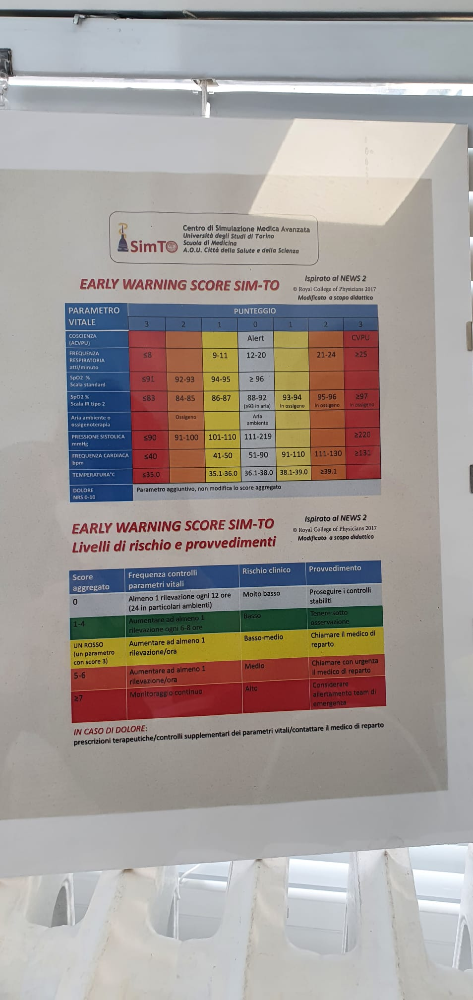 SimTO
Centro di Simulazione Medica Avanzata
Università degli Studi di Torino
Scuola di Medicina
A.O.U. Città della Salute e della Scienza
EARLY WARNING SCORE SIM-TO
Ispirato al NEWS 2
© Royal College of Physicians 2017
Modificato a scopo didattico
PARAMETRO VITALE PUNTEGGIO
3 2 1 0 1 2 3
COSCIENZA (ACVPU) Alert CVPU
FREQUENZA RESPIRATORIA atti/minuto ≤8 9-11 12-20 21-24 ≥25
SpO2 % Scala standard ≤91 92-93 94-95 ≥ 96
SpO2 % Scala IR tipo 2 ≤83 84-85 86-87 88-92 (≥93 in aria) 93-94 In ossigeno 95-96 In ossigeno ≥97 In ossigeno
Aria ambiente o ossigenoterapia Ossigeno Aria ambiente
PRESSIONE SISTOLICA mmHg ≤90 91-100 101-110 111-219 ≥220
FREQUENZA CARDIACA bpm ≤40 41-50 51-90 91-110 111-130 ≥131
TEMPERATURA°C ≤35.0 35.1-36.0 36.1-38.0 38.1-39.0 ≥39.1
DOLORE NRS 0-10 Parametro aggiuntivo, non modifica lo score aggregato
EARLY WARNING SCORE SIM-TO
Livelli di rischio e provvedimenti
Ispirato al NEWS 2
© Royal College of Physicians 2017
Modificato a scopo didattico
Score aggregato Frequenza controlli parametri vitali Rischio clinico Provvedimento
0 Almeno 1 rilevazione ogni 12 ore (24 in particolari ambienti) Molto basso Proseguire i controlli stabiliti
1-4 Aumentare ad almeno 1 rilevazione ogni 6-8 ore Basso Tenere sotto osservazione
UN ROSSO (un parametro con score 3) Aumentare ad almeno 1 rilevazione/ora Basso-medio Chiamare il medico di reparto
5-6 Aumentare ad almeno 1 rilevazione/ora Medio Chiamare con urgenza il medico di reparto
≥7 Monitoraggio continuo Alto Considerare allertamento team di emergenza
IN CASO DI DOLORE:
prescrizioni terapeutiche/controlli supplementari dei parametri vitali/contattare il medico di reparto